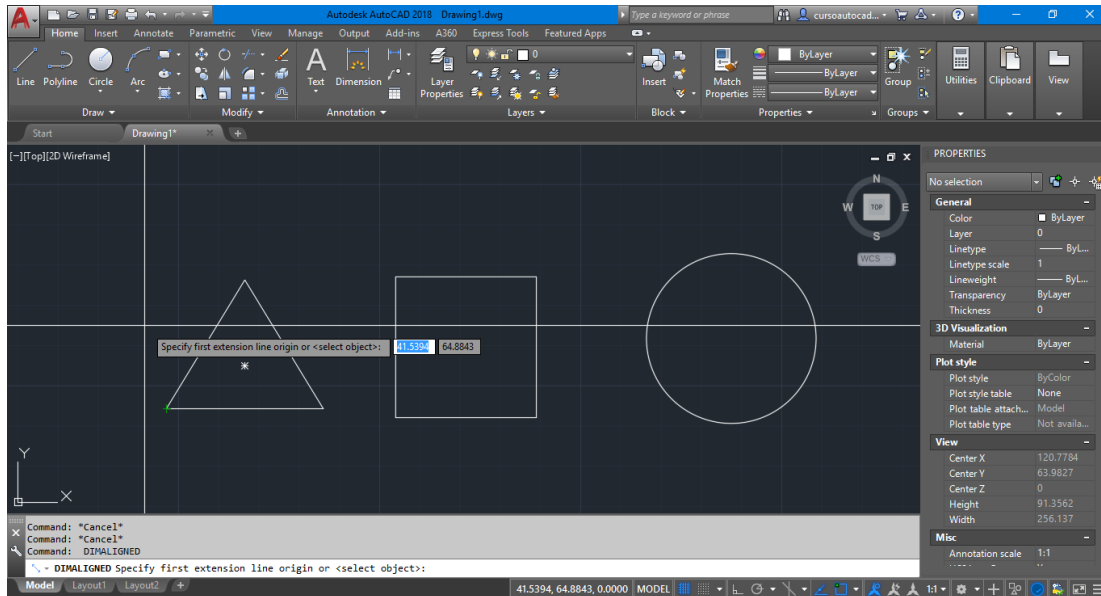 A Autodesk AutoCAD 2018 Drawing1.dwg Type a keyword or phrase cursoautocad... ?
Home Insert Annotate Parametric View Manage Output Add-ins A360 Express Tools Featured Apps
0 ByLayer
A ByLayer
Line Polyline Circle Arc Text Dimension Layer Properties Insert Match Properties ByLayer Group Utilities Clipboard View
Draw Modify Annotation Layers Block Properties Groups
Start Drawing1* +
[−][Top][2D Wireframe]
N
W TOP E
S
WCS
Specify first extension line origin or <select object>: 41.5394 64.8843
Y
X
PROPERTIES
No selection
General
Color ByLayer
Layer 0
Linetype ByL...
Linetype scale 1
Lineweight ByL...
Transparency ByLayer
Thickness 0
3D Visualization
Material ByLayer
Plot style
Plot style ByColor
Plot style table None
Plot table attach... Model
Plot table type Not availa...
View
Center X 120.7784
Center Y 63.9827
Center Z 0
Height 91.3562
Width 256.137
Misc
Annotation scale 1:1
Command: *Cancel*
Command: *Cancel*
Command: DIMALIGNED
DIMALIGNED Specify first extension line origin or <select object>:
Model Layout1 Layout2 + 41.5394, 64.8843, 0.0000 MODEL 1:1